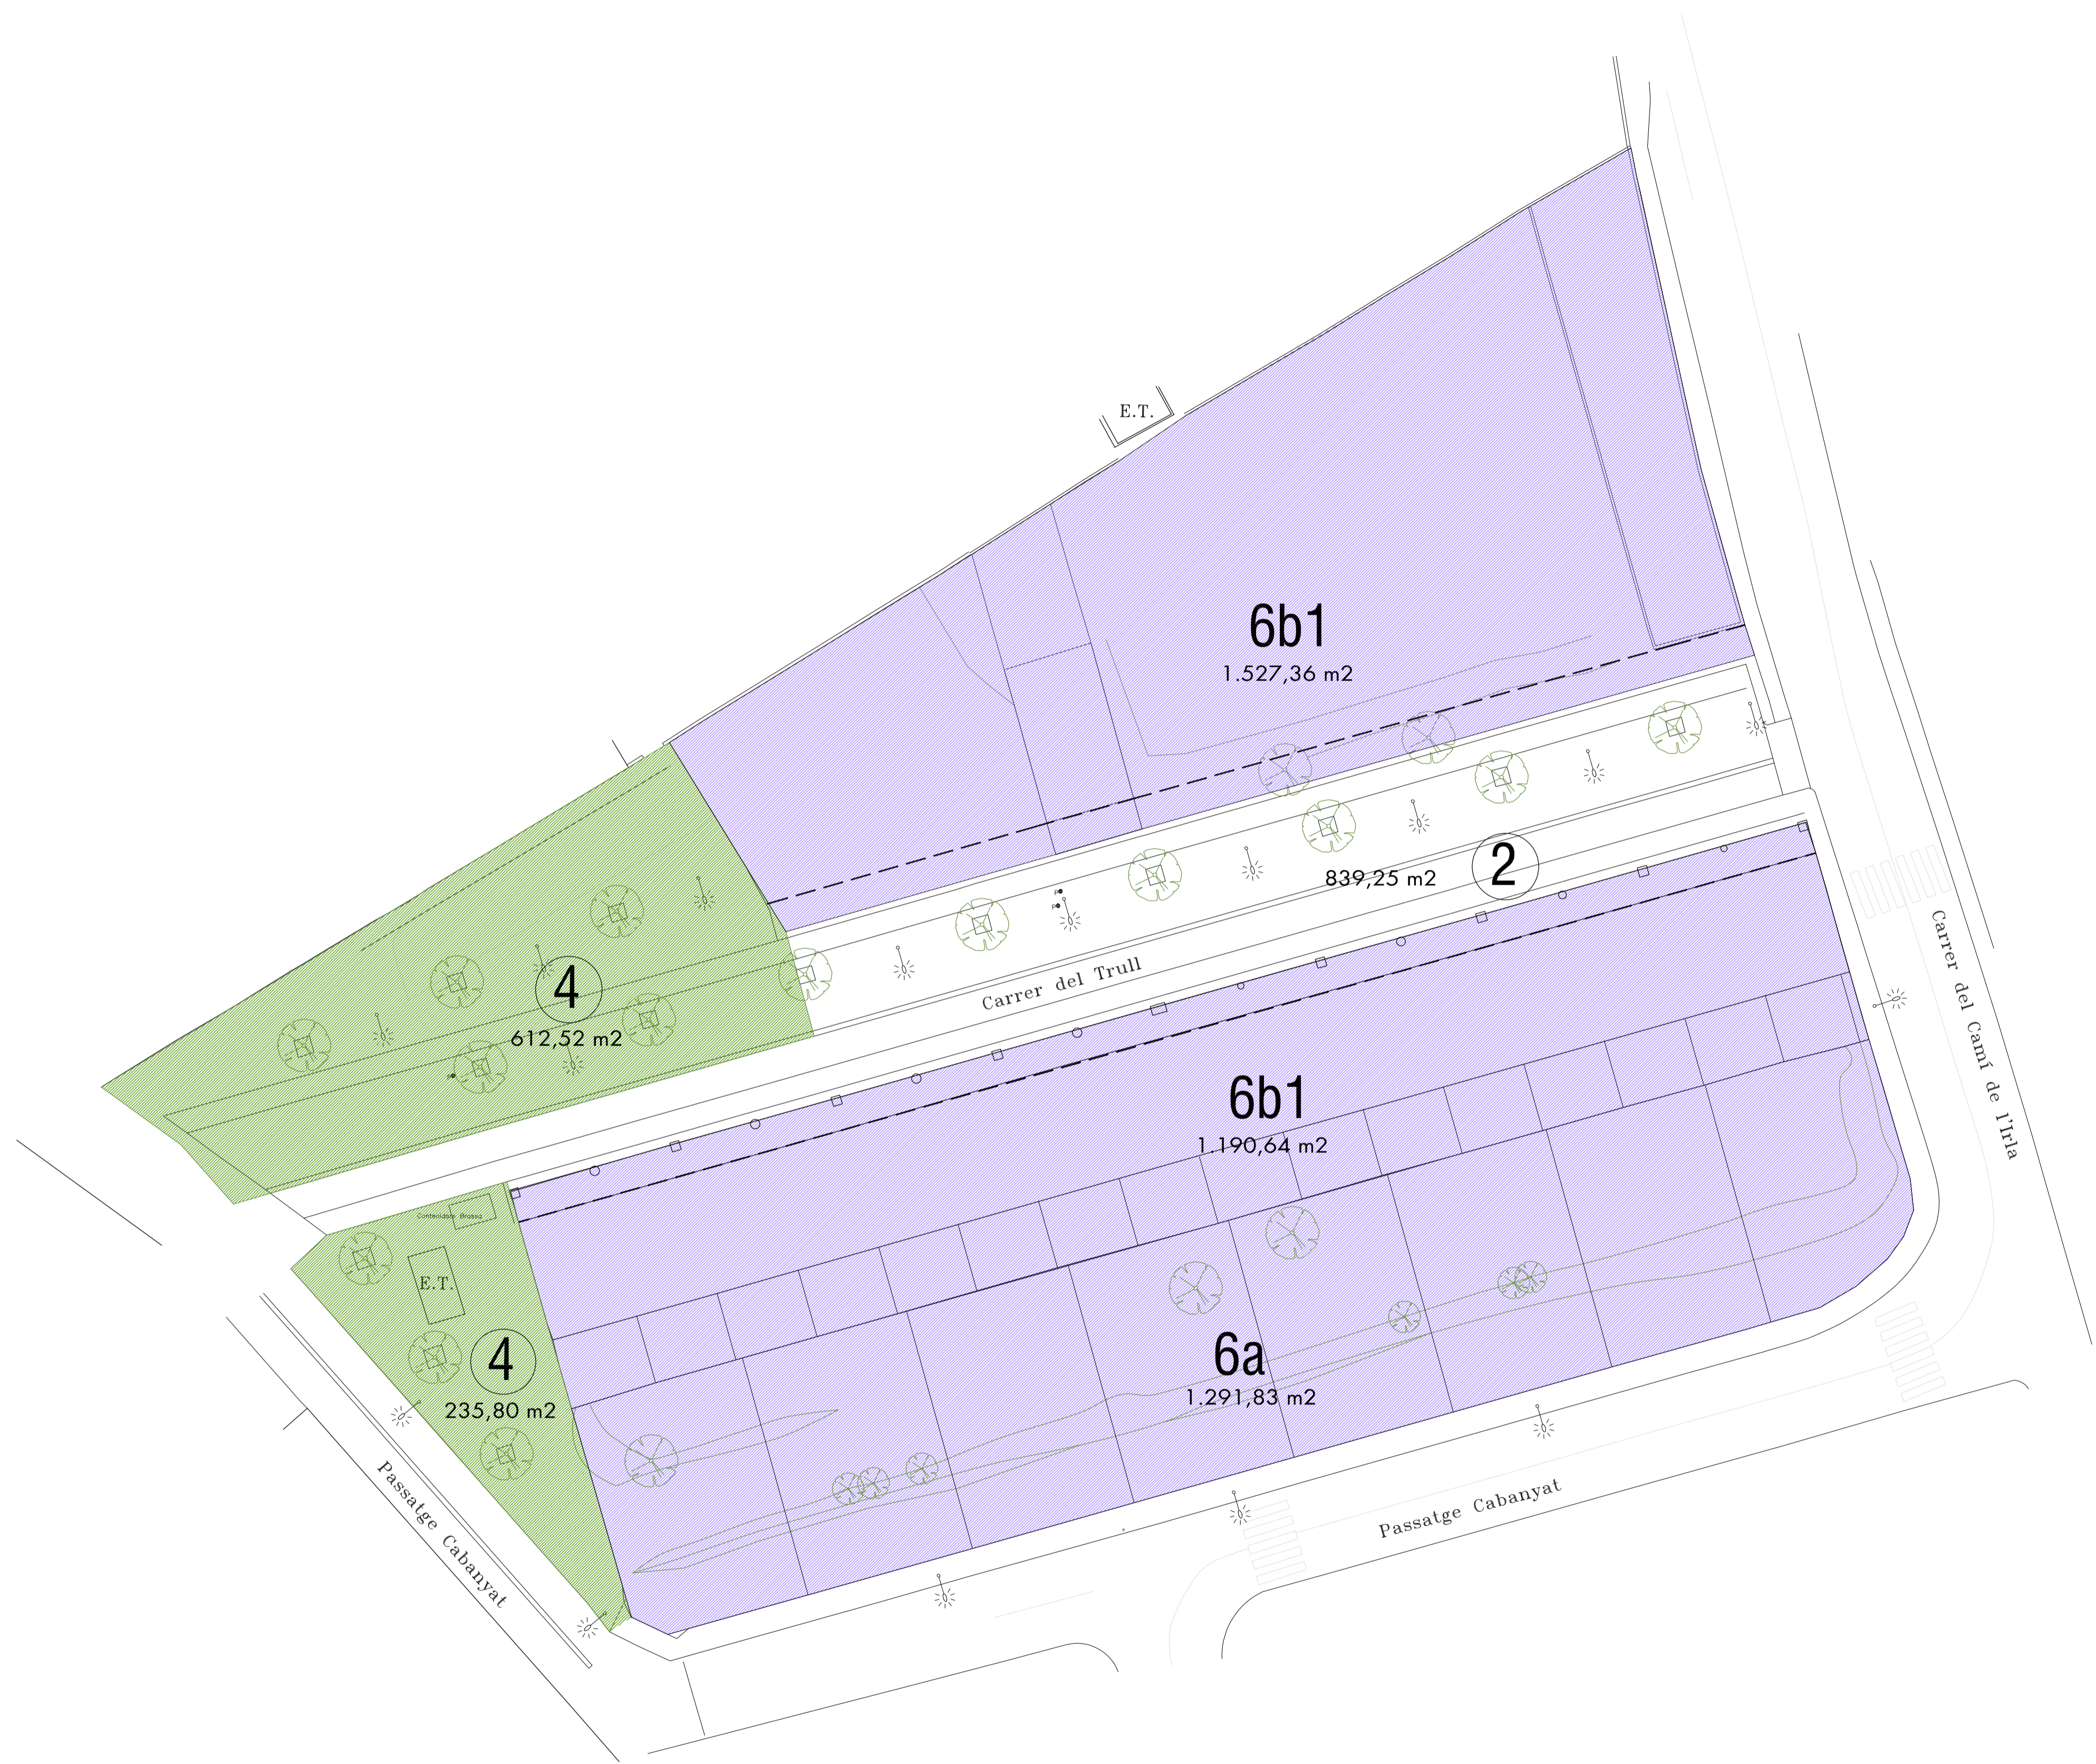 E.T.
6b1
1.527,36 m2
2
839,25 m2
Carrer del Trull
4
612,52 m2
Carrer del Camí de l'Irla
6b1
1.190,64 m2
E.T.
4
235,80 m2
6a
1.291,83 m2
Passatge Cabanyat
Passatge Cabanyat